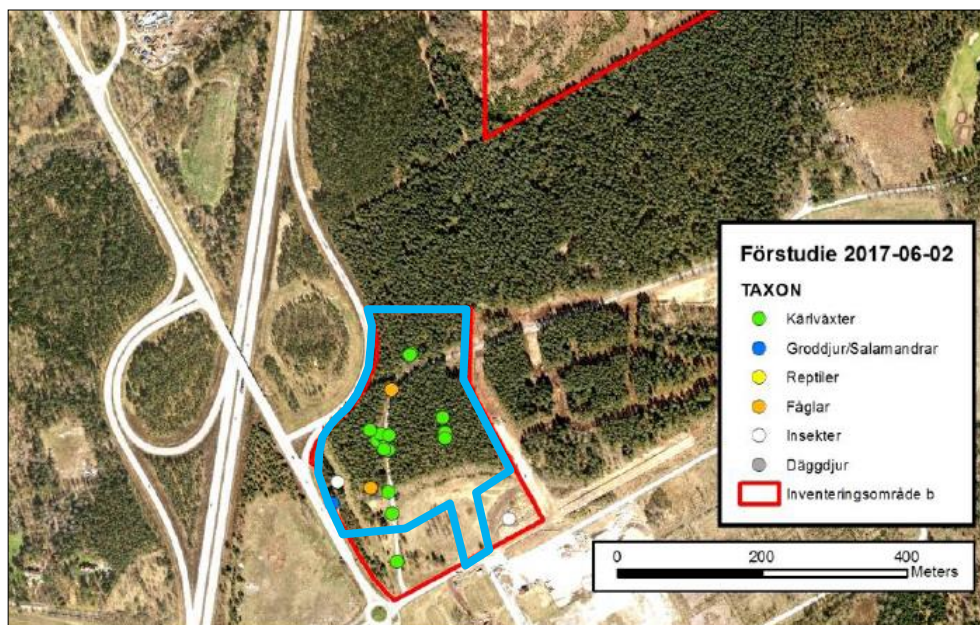 Förstudie 2017-06-02
TAXON
Kärlväxter
Groddjur/Salamandrar
Reptiler
Fåglar
Insekter
Däggdjur
Inventeringsområde b
0 200 400
Meters